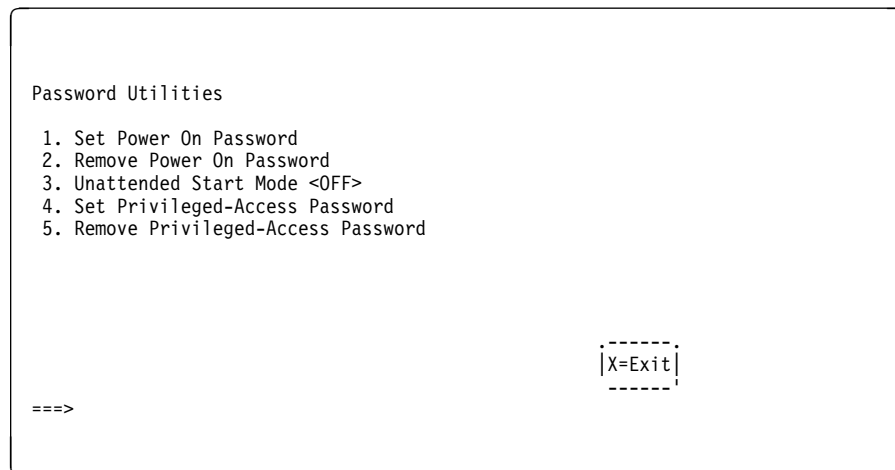 Password Utilities
1. Set Power On Password
2. Remove Power On Password
3. Unattended Start Mode <OFF>
4. Set Privileged-Access Password
5. Remove Privileged-Access Password
.------.
|X=Exit|
------'
===>